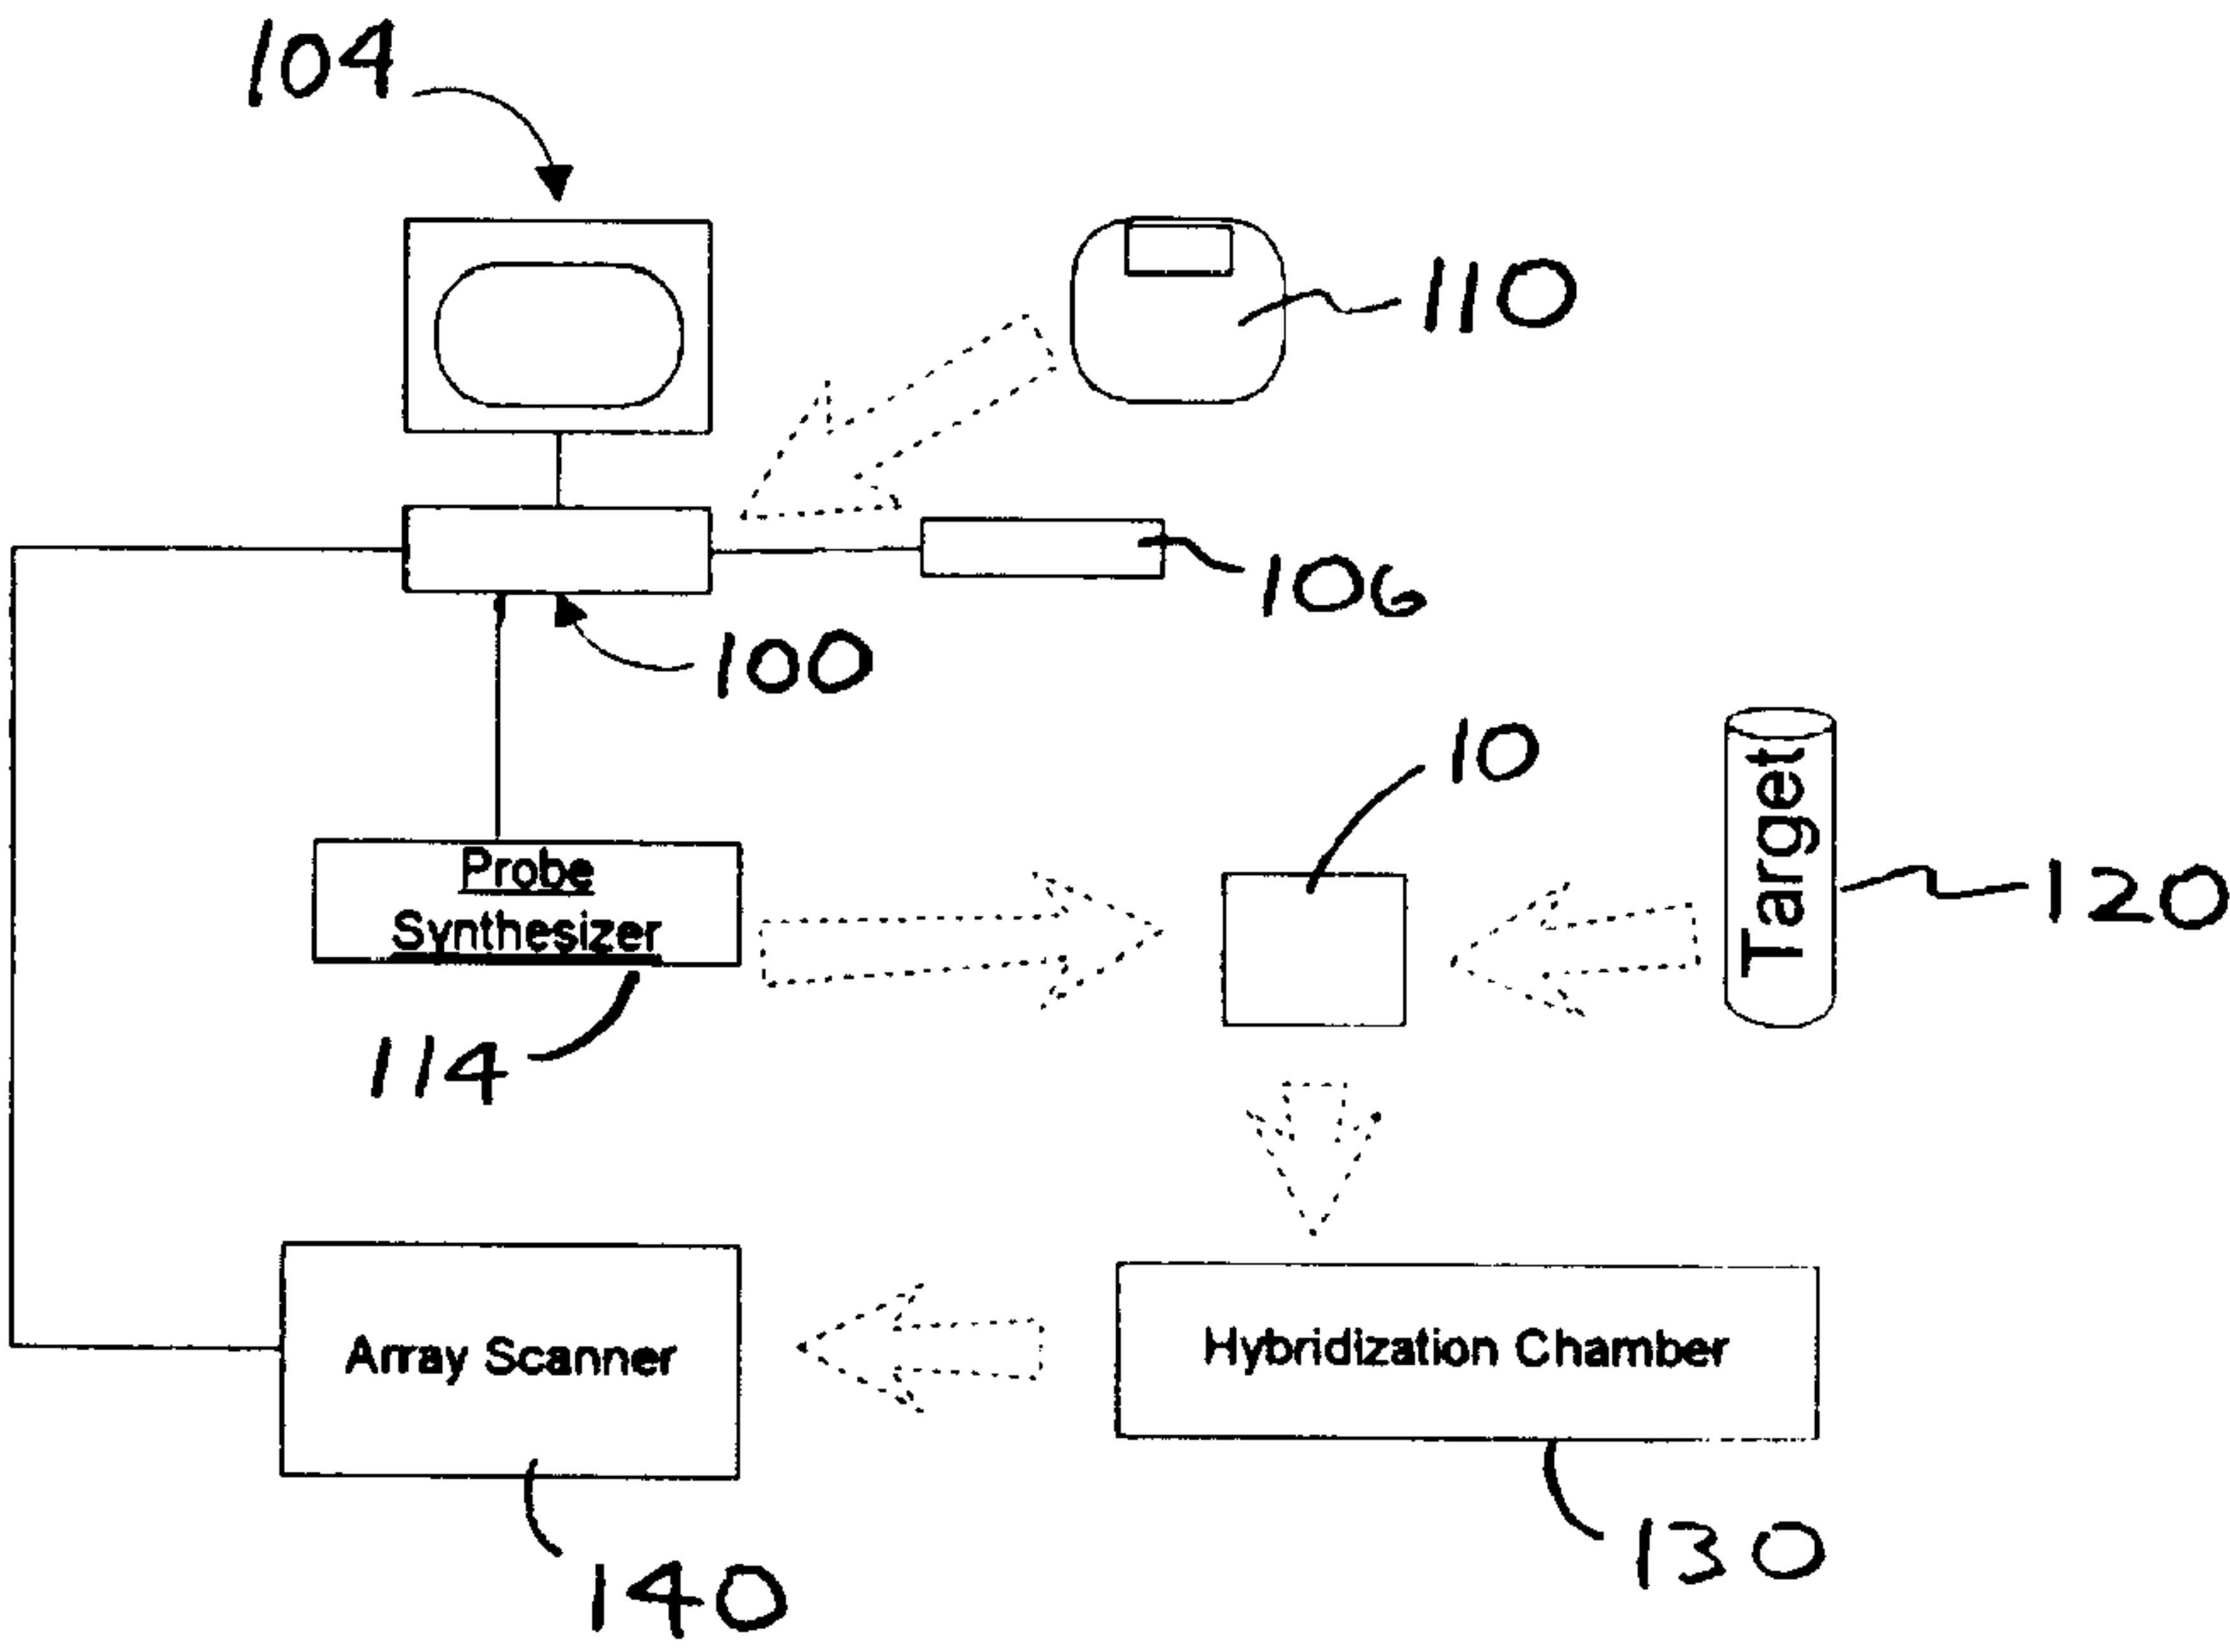 104
110
106
100
10
Target
120
Probe
Synthesizer
114
Array Scanner
Hybridization Chamber
130
140